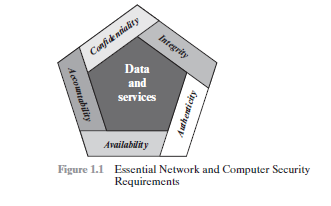 Confidentiality
Integrity
Data
and
services
Accountability
Authenticity
Availability
Figure 1.1 Essential Network and Computer Security
Requirements